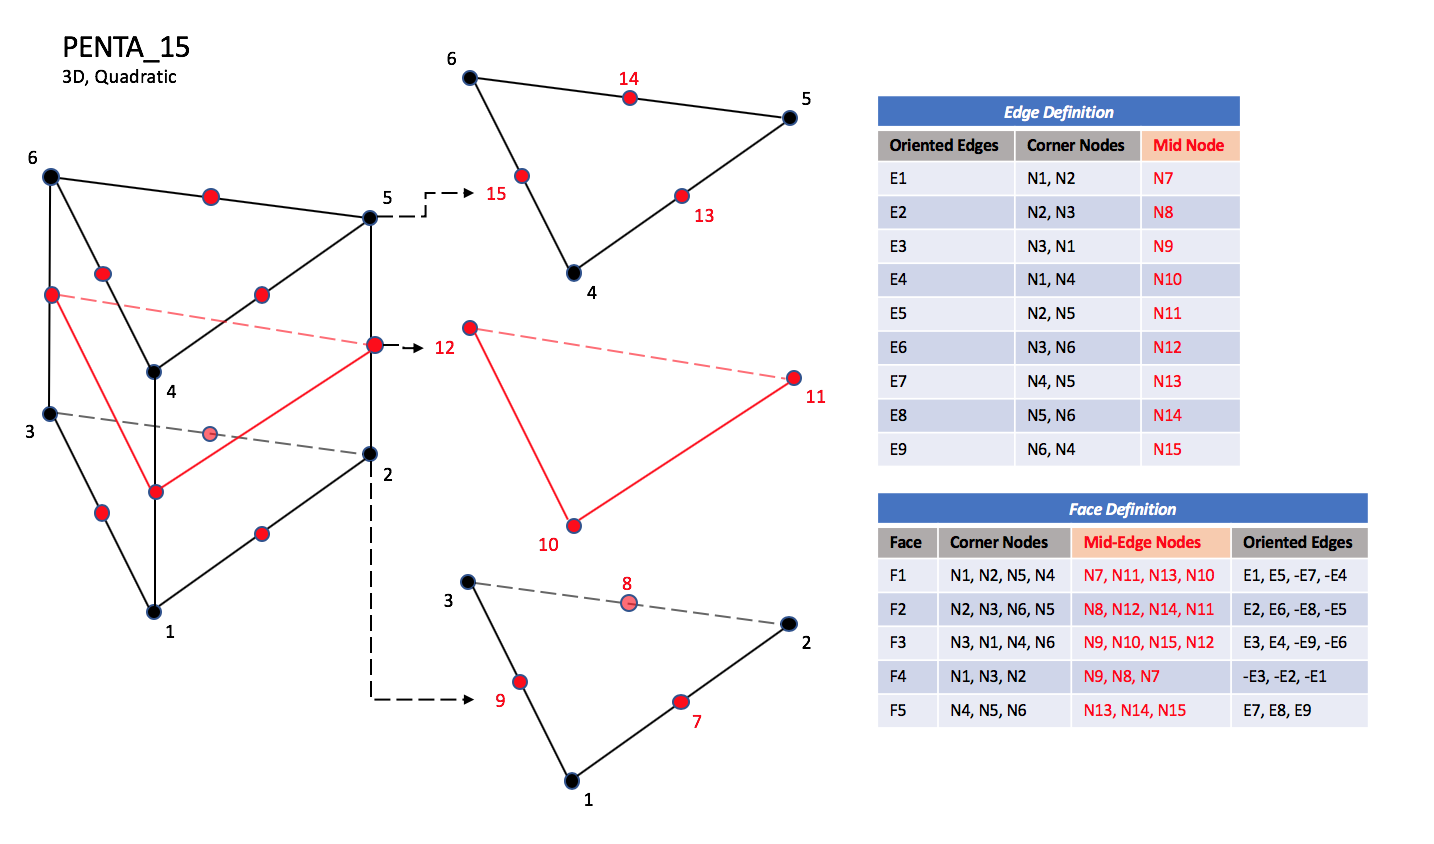 PENTA_15
3D, Quadratic
6
5
4
3
2
1
6
14
5
15
13
4
12
11
10
3
8
2
9
7
1
Edge Definition
Oriented Edges Corner Nodes Mid Node
E1 N1, N2 N7
E2 N2, N3 N8
E3 N3, N1 N9
E4 N1, N4 N10
E5 N2, N5 N11
E6 N3, N6 N12
E7 N4, N5 N13
E8 N5, N6 N14
E9 N6, N4 N15
Face Definition
Face Corner Nodes Mid-Edge Nodes Oriented Edges
F1 N1, N2, N5, N4 N7, N11, N13, N10 E1, E5, -E7, -E4
F2 N2, N3, N6, N5 N8, N12, N14, N11 E2, E6, -E8, -E5
F3 N3, N1, N4, N6 N9, N10, N15, N12 E3, E4, -E9, -E6
F4 N1, N3, N2 N9, N8, N7 -E3, -E2, -E1
F5 N4, N5, N6 N13, N14, N15 E7, E8, E9